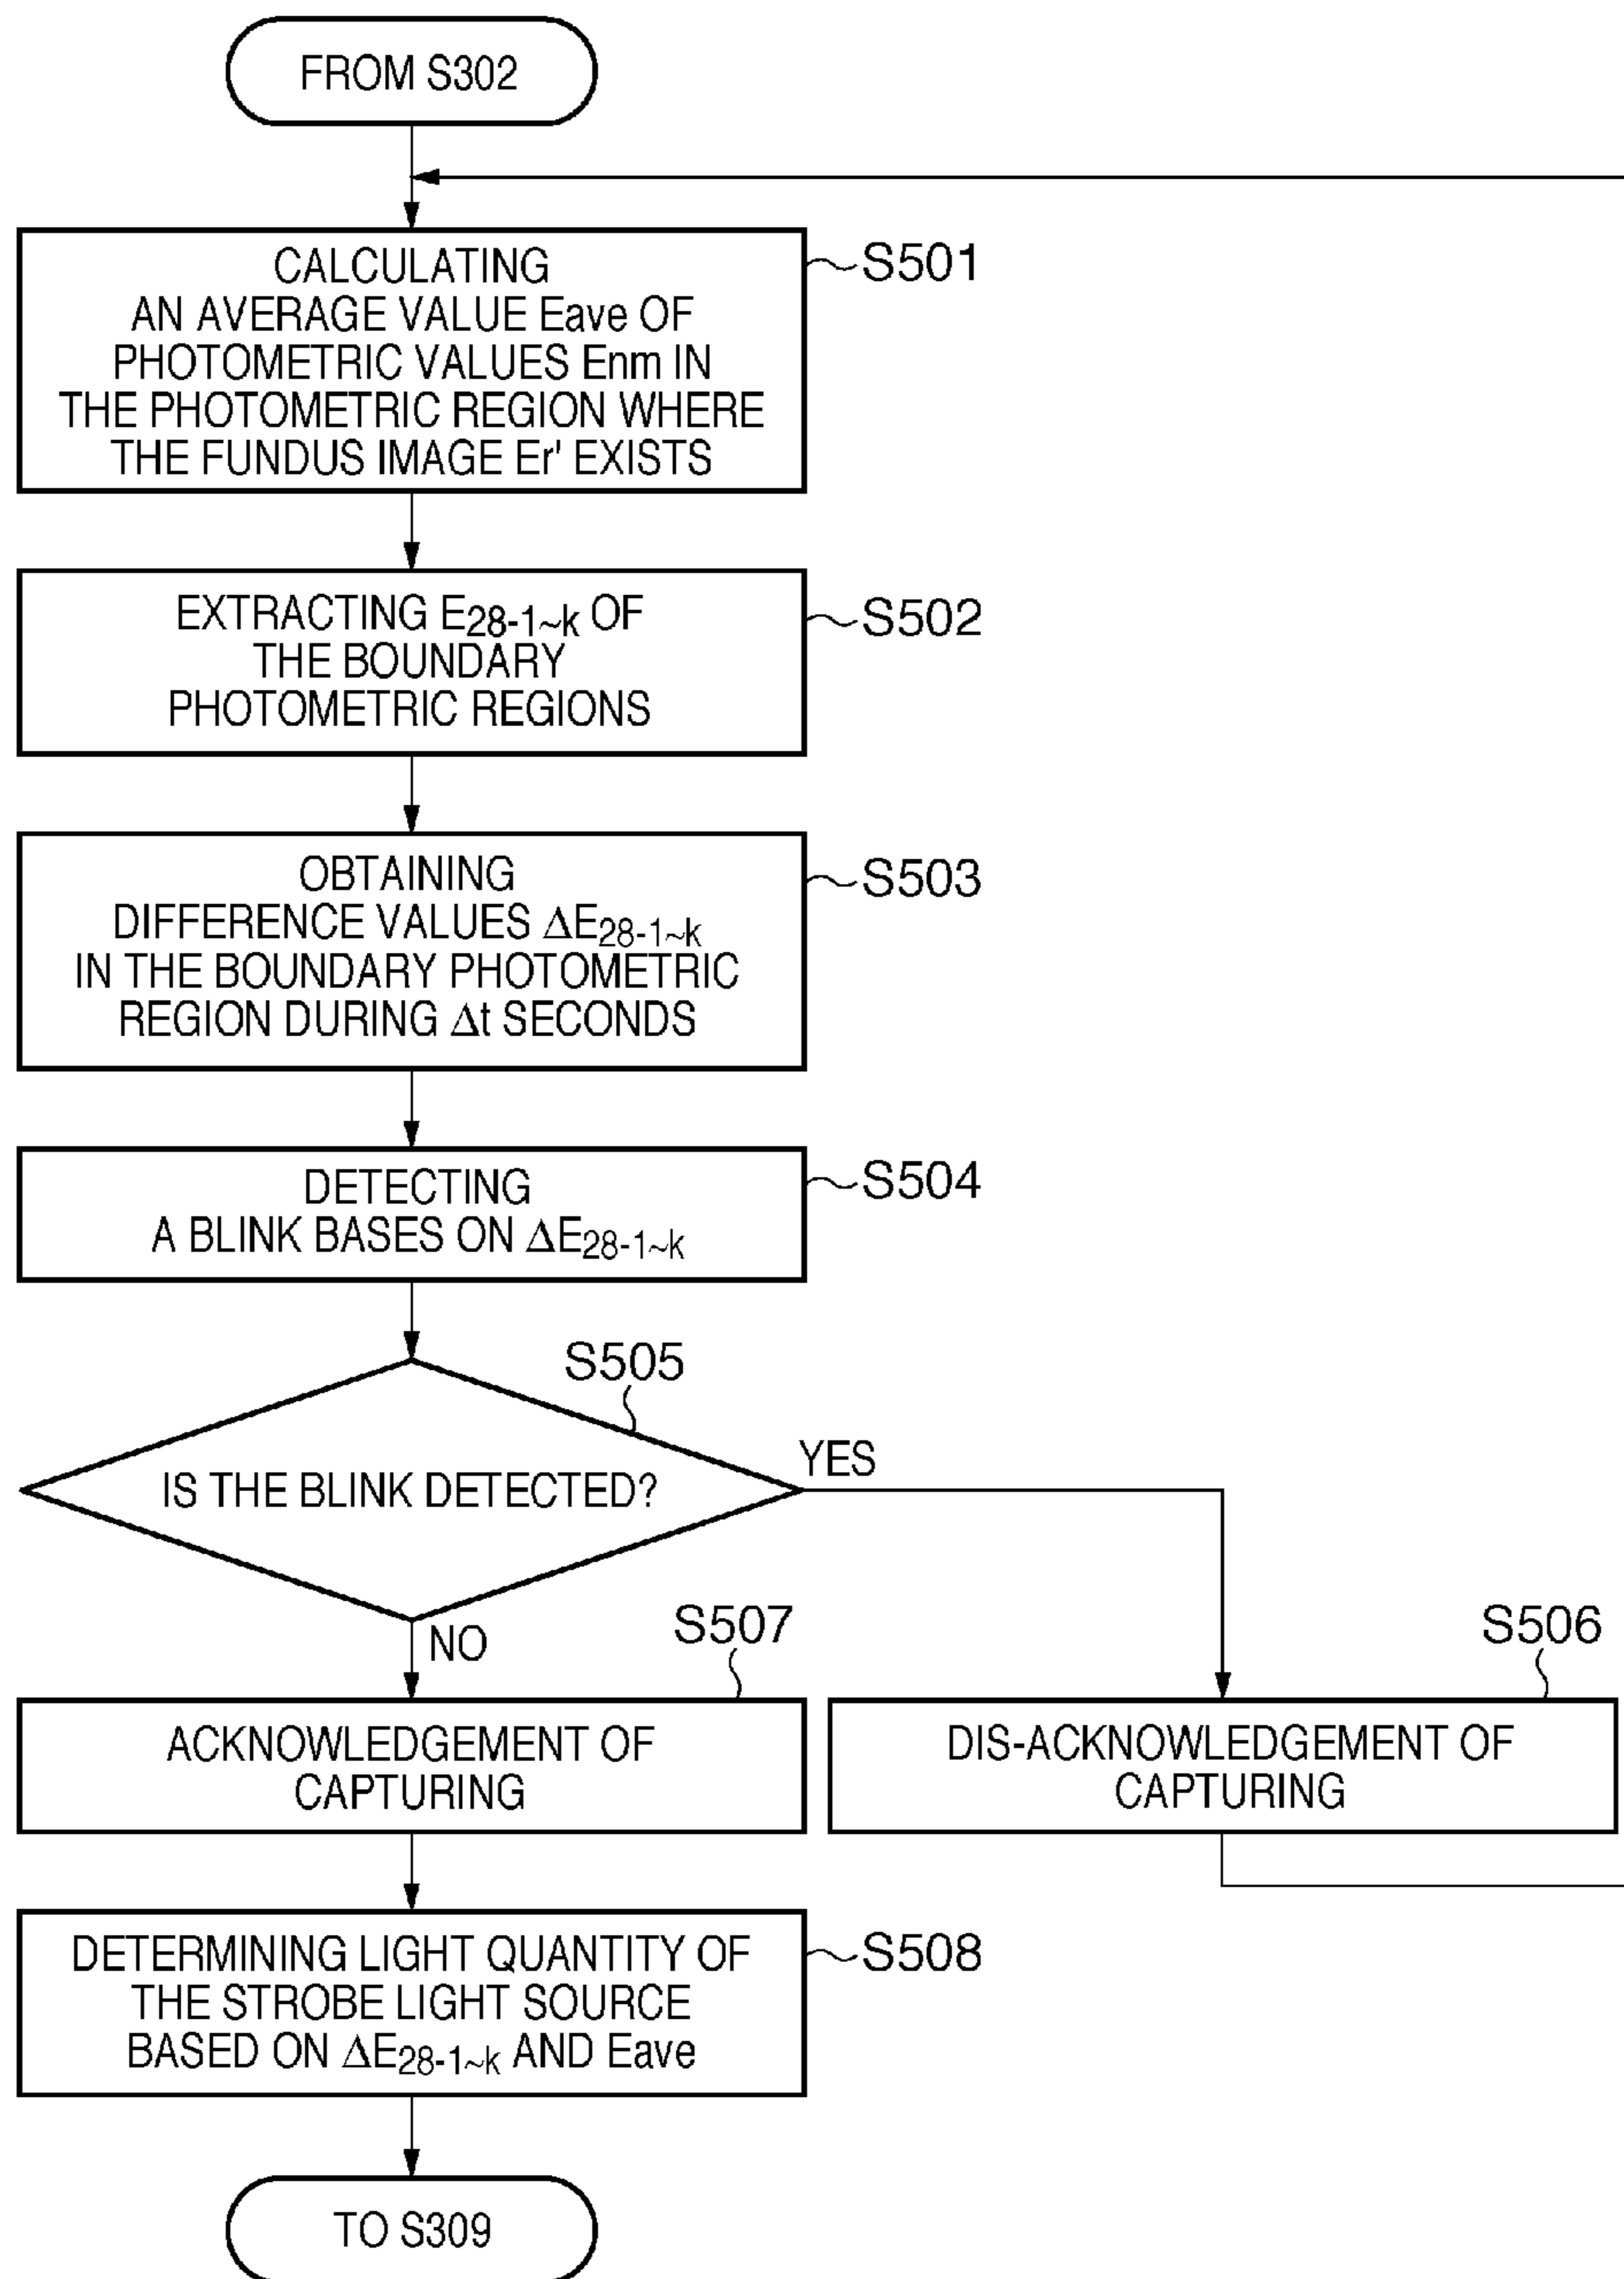 FROM S302
CALCULATING
AN AVERAGE VALUE Eave OF
PHOTOMETRIC VALUES Enm IN
THE PHOTOMETRIC REGION WHERE
THE FUNDUS IMAGE Er' EXISTS
S501
EXTRACTING E28-1~k OF
THE BOUNDARY
PHOTOMETRIC REGIONS
S502
OBTAINING
DIFFERENCE VALUES ΔE28-1~k
IN THE BOUNDARY PHOTOMETRIC
REGION DURING Δt SECONDS
S503
DETECTING
A BLINK BASES ON ΔE28-1~k
S504
S505
IS THE BLINK DETECTED?
YES
NO
S507
ACKNOWLEDGEMENT OF
CAPTURING
S506
DIS-ACKNOWLEDGEMENT OF
CAPTURING
DETERMINING LIGHT QUANTITY OF
THE STROBE LIGHT SOURCE
BASED ON ΔE28-1~k AND Eave
S508
TO S309